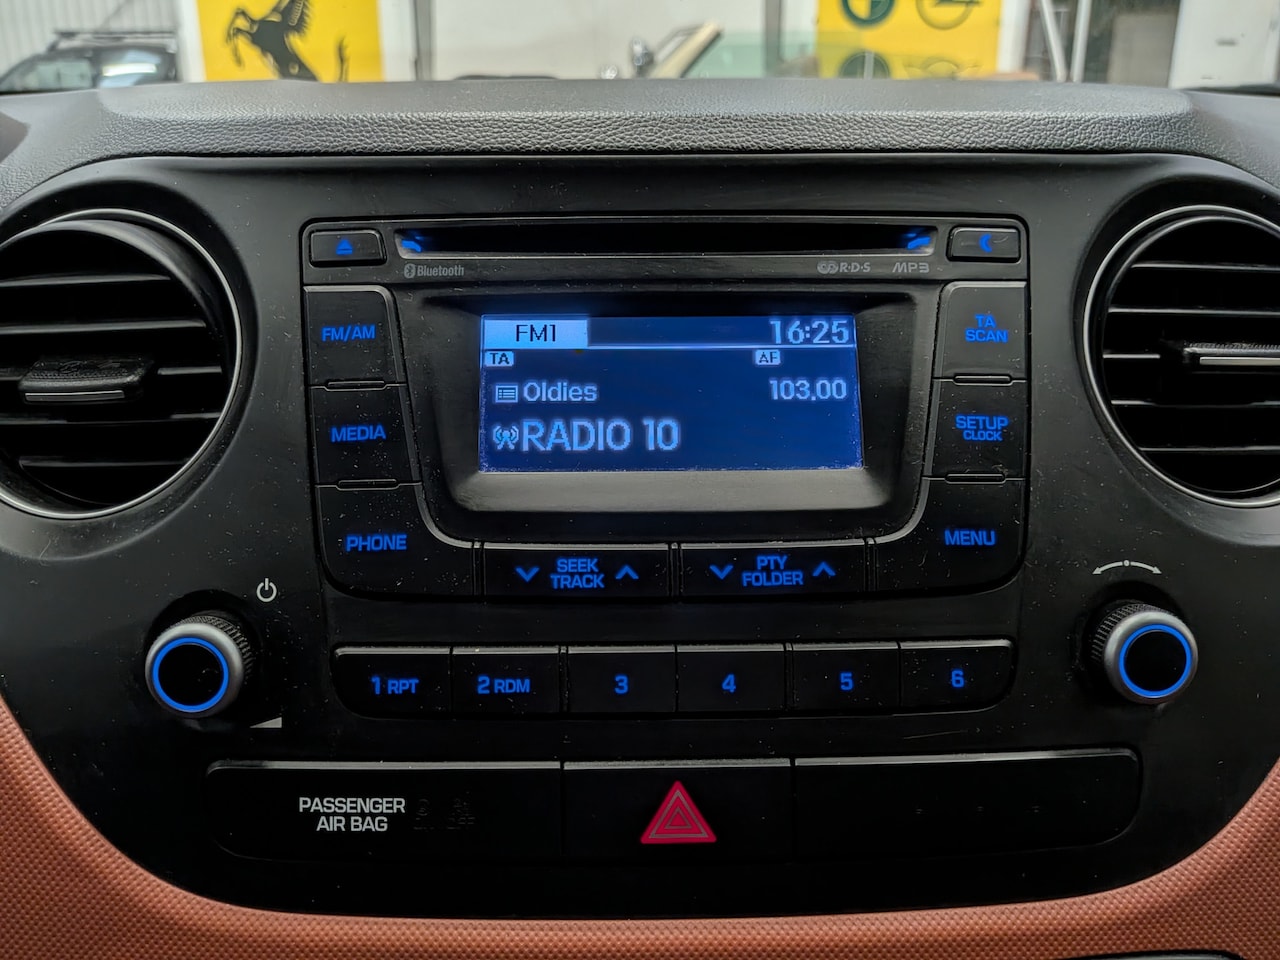 Bluetooth
R·D·S MP3
FM/AM
FM1 16:25
TA
SCAN
TA AF
Oldies 103.00
MEDIA
RADIO 10
SETUP
CLOCK
PHONE
SEEK
TRACK
PTY
FOLDER
MENU
1 RPT 2 RDM 3 4 5 6
PASSENGER
AIR BAG